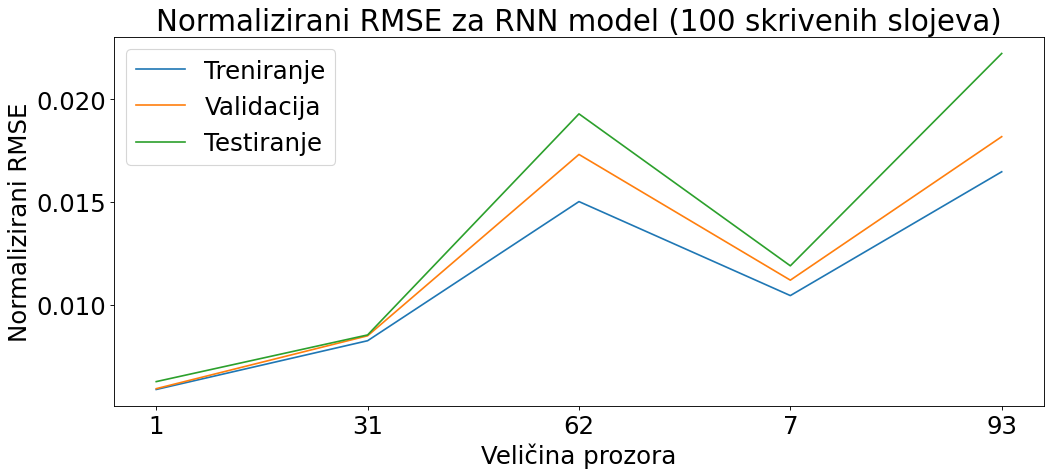 Normalizirani RMSE za RNN model (100 skrivenih slojeva)
Treniranje
Validacija
Testiranje
Normalizirani RMSE
0.020
0.015
0.010
1 31 62 7 93
Veličina prozora